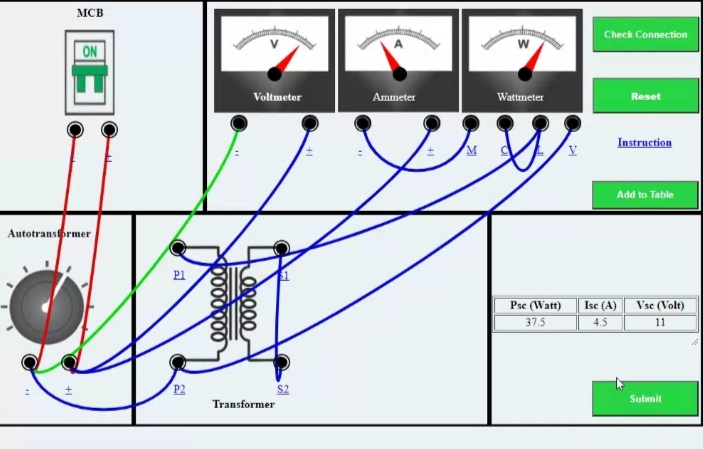 MCB
ON
- +
V
Voltmeter
- +
A
Ammeter
- +
W
Wattmeter
M C L V
Check Connection
Reset
Instruction
Add to Table
Autotransformer
- +
P1
S1
P2
S2
Transformer
Psc (Watt) Isc (A) Vsc (Volt)
37.5 4.5 11
Submit